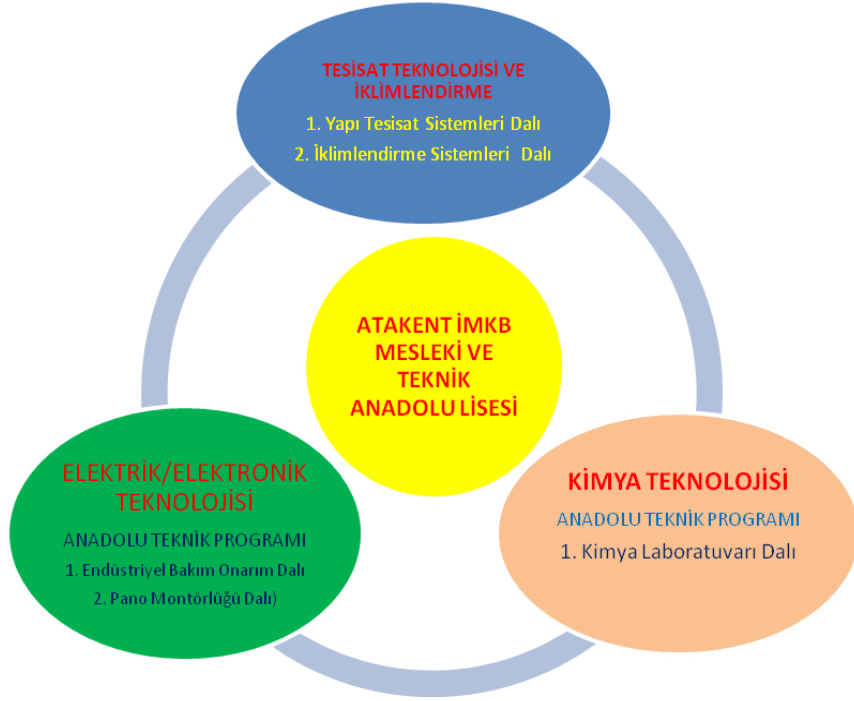 TESİSAT TEKNOLOJİSİ VE
İKLİMLENDİRME
1. Yapı Tesisat Sistemleri Dalı
2. İklimlendirme Sistemleri Dalı
ATAKENT İMKB
MESLEKİ VE
TEKNİK
ANADOLU LİSESİ
ELEKTRİK/ELEKTRONİK
TEKNOLOJİSİ
ANADOLU TEKNİK PROGRAMI
1. Endüstriyel Bakım Onarım Dalı
2. Pano Montörlüğü Dalı)
KİMYA TEKNOLOJİSİ
ANADOLU TEKNİK PROGRAMI
1. Kimya Laboratuvarı Dalı